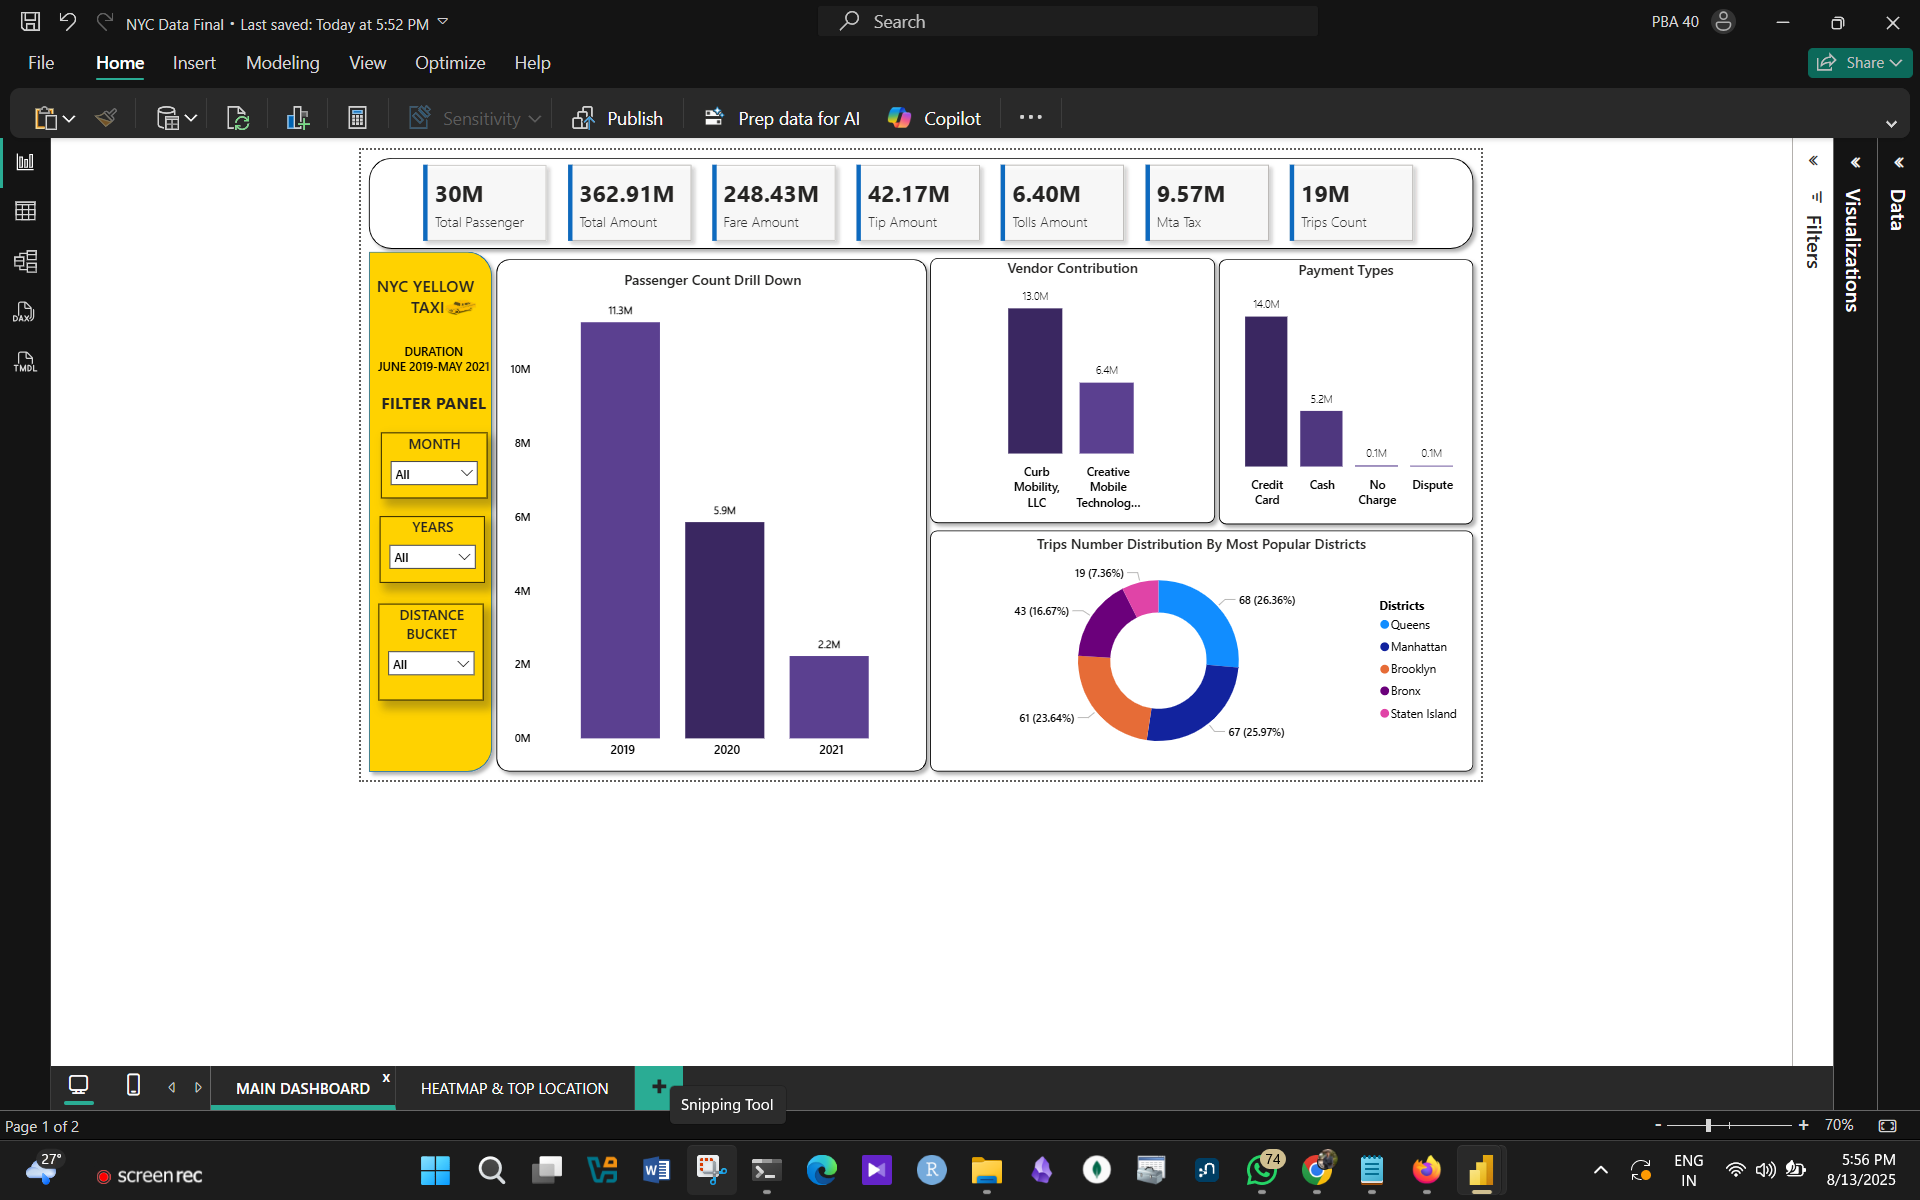 NYC Data Final • Last saved: Today at 5:52 PM
Search
PBA 40
File
Home
Insert
Modeling
View
Optimize
Help
Share
Sensitivity
Publish
Prep data for AI
Copilot
DAX
TMDL
30M
Total Passenger
362.91M
Total Amount
248.43M
Fare Amount
42.17M
Tip Amount
6.40M
Tolls Amount
9.57M
Mta Tax
19M
Trips Count
NYC YELLOW
TAXI
DURATION
JUNE 2019-MAY 2021
FILTER PANEL
MONTH
All
YEARS
All
DISTANCE
BUCKET
All
Passenger Count Drill Down
11.3M
10M
8M
5.9M
6M
4M
2.2M
2M
0M
2019
2020
2021
Vendor Contribution
13.0M
6.4M
Curb
Mobility,
LLC
Creative
Mobile
Technolog...
Payment Types
14.0M
5.2M
0.1M
0.1M
Credit
Card
Cash
No
Charge
Dispute
Trips Number Distribution By Most Popular Districts
19 (7.36%)
68 (26.36%)
43 (16.67%)
61 (23.64%)
67 (25.97%)
Districts
Queens
Manhattan
Brooklyn
Bronx
Staten Island
Filters
Visualizations
Data
MAIN DASHBOARD
x
HEATMAP & TOP LOCATION
+
Snipping Tool
Page 1 of 2
- + 70%
27°
screenrec
R
74
ENG
IN
5:56 PM
8/13/2025